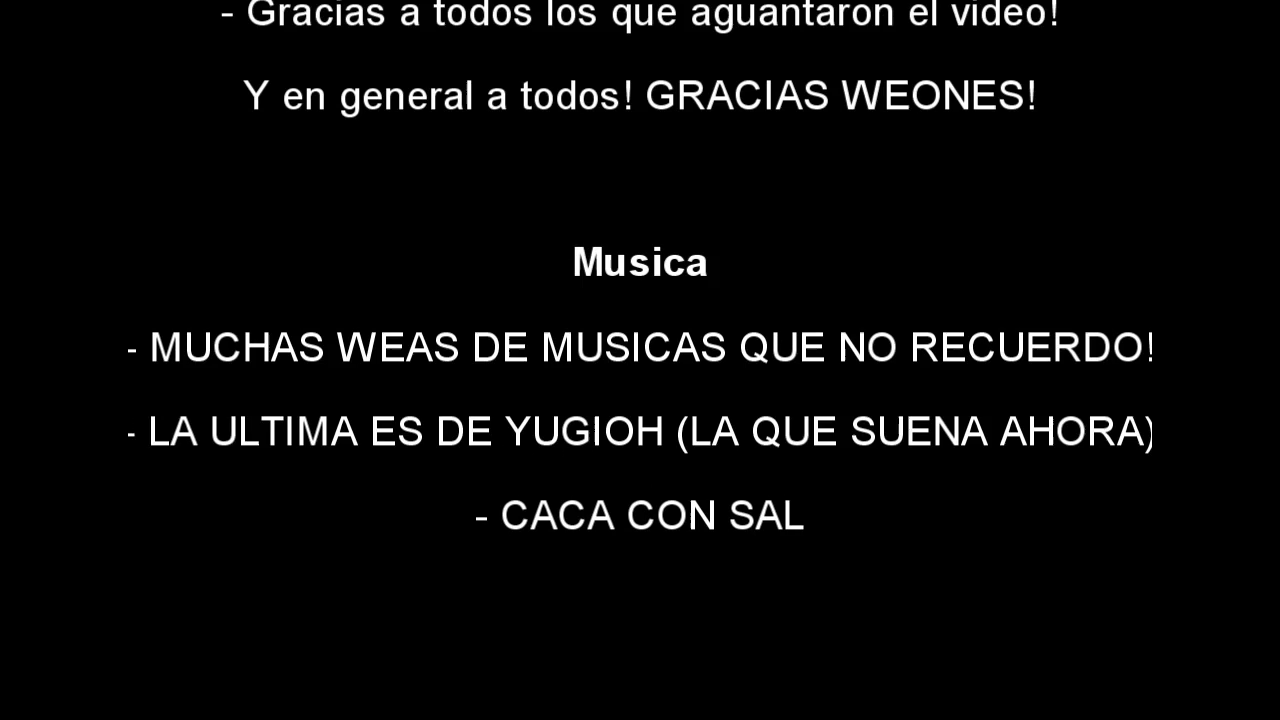 - Gracias a todos los que aguantaron el video!
Y en general a todos! GRACIAS WEONES!
Musica
- MUCHAS WEAS DE MUSICAS QUE NO RECUERDO!
- LA ULTIMA ES DE YUGIOH (LA QUE SUENA AHORA)
- CACA CON SAL